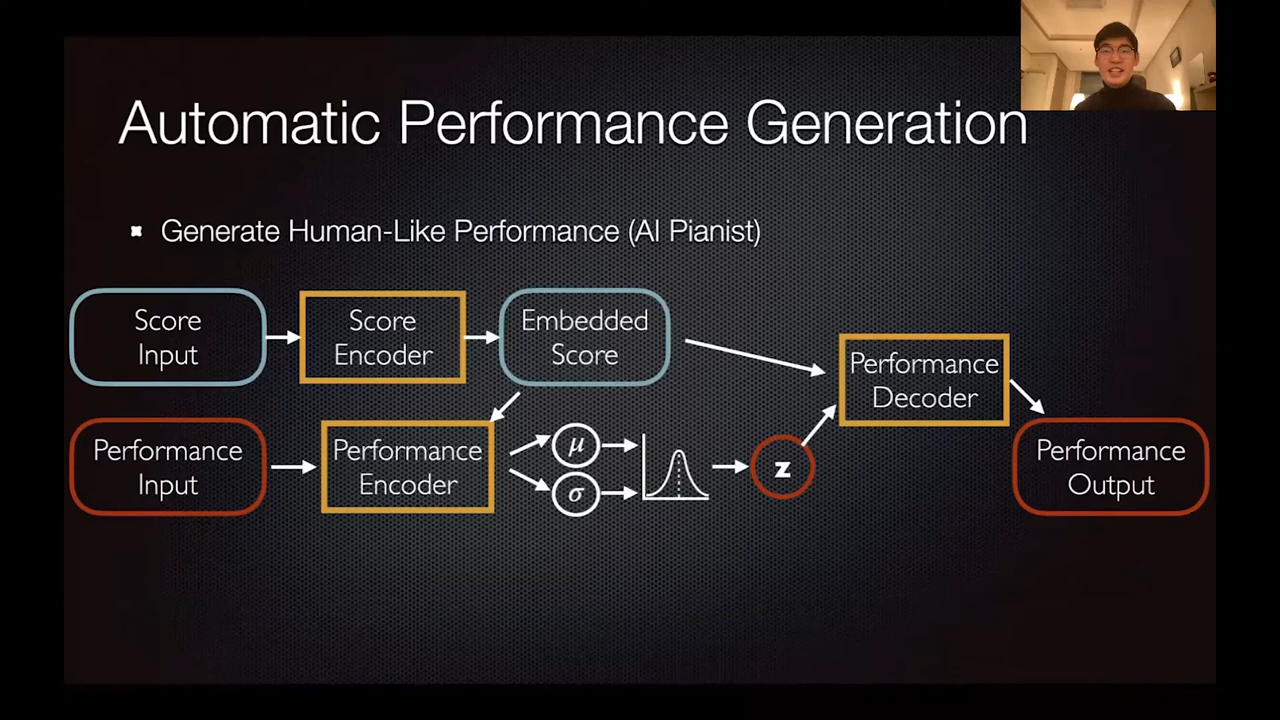 Automatic Performance Generation
Generate Human-Like Performance (AI Pianist)
Score
Input
Score
Encoder
Embedded
Score
Performance
Decoder
Performance
Input
Performance
Encoder
μ
σ
z
Performance
Output